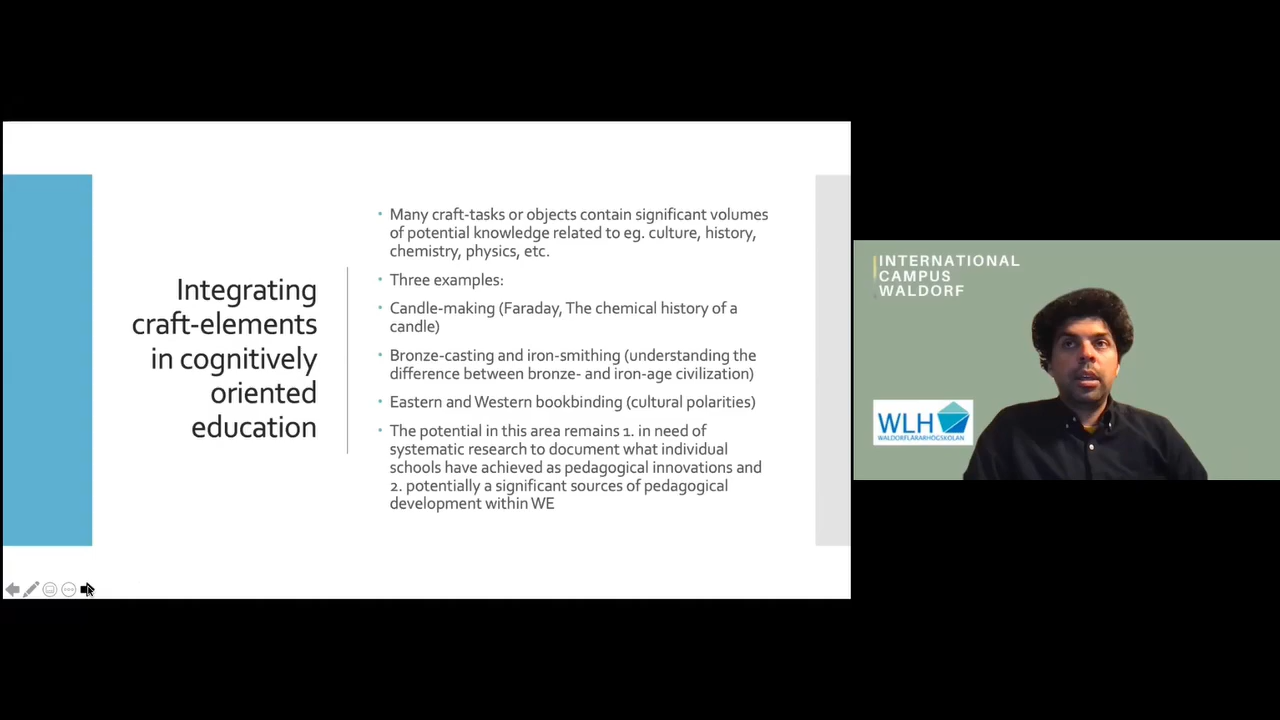 Integrating
craft-elements
in cognitively
oriented
education
• Many craft-tasks or objects contain significant volumes
of potential knowledge related to eg. culture, history,
chemistry, physics, etc.
• Three examples:
• Candle-making (Faraday, The chemical history of a
candle)
• Bronze-casting and iron-smithing (understanding the
difference between bronze- and iron-age civilization)
• Eastern and Western bookbinding (cultural polarities)
• The potential in this area remains 1. in need of
systematic research to document what individual
schools have achieved as pedagogical innovations and
2. potentially a significant sources of pedagogical
development within WE
INTERNATIONAL
CAMPUS
WALDORF
WLH
WALDORFLÄRARHÖGSKOLAN